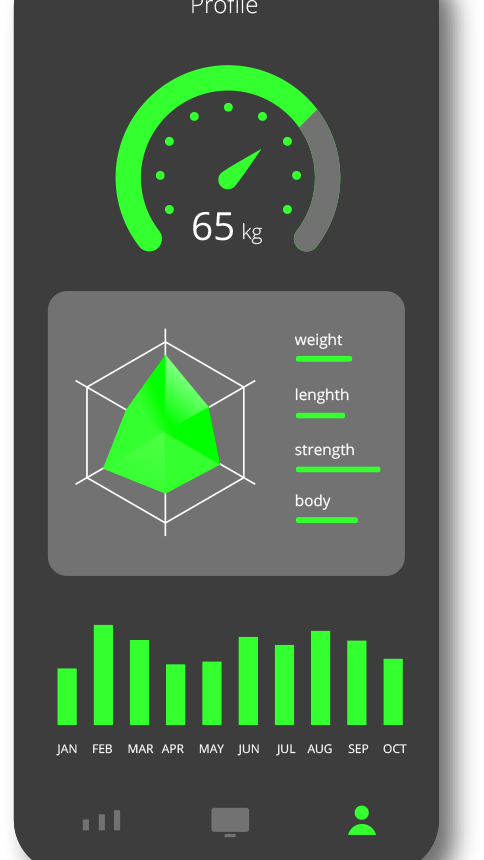 Profile
65 kg
weight
lenghth
strength
body
JAN FEB MAR APR MAY JUN JUL AUG SEP OCT